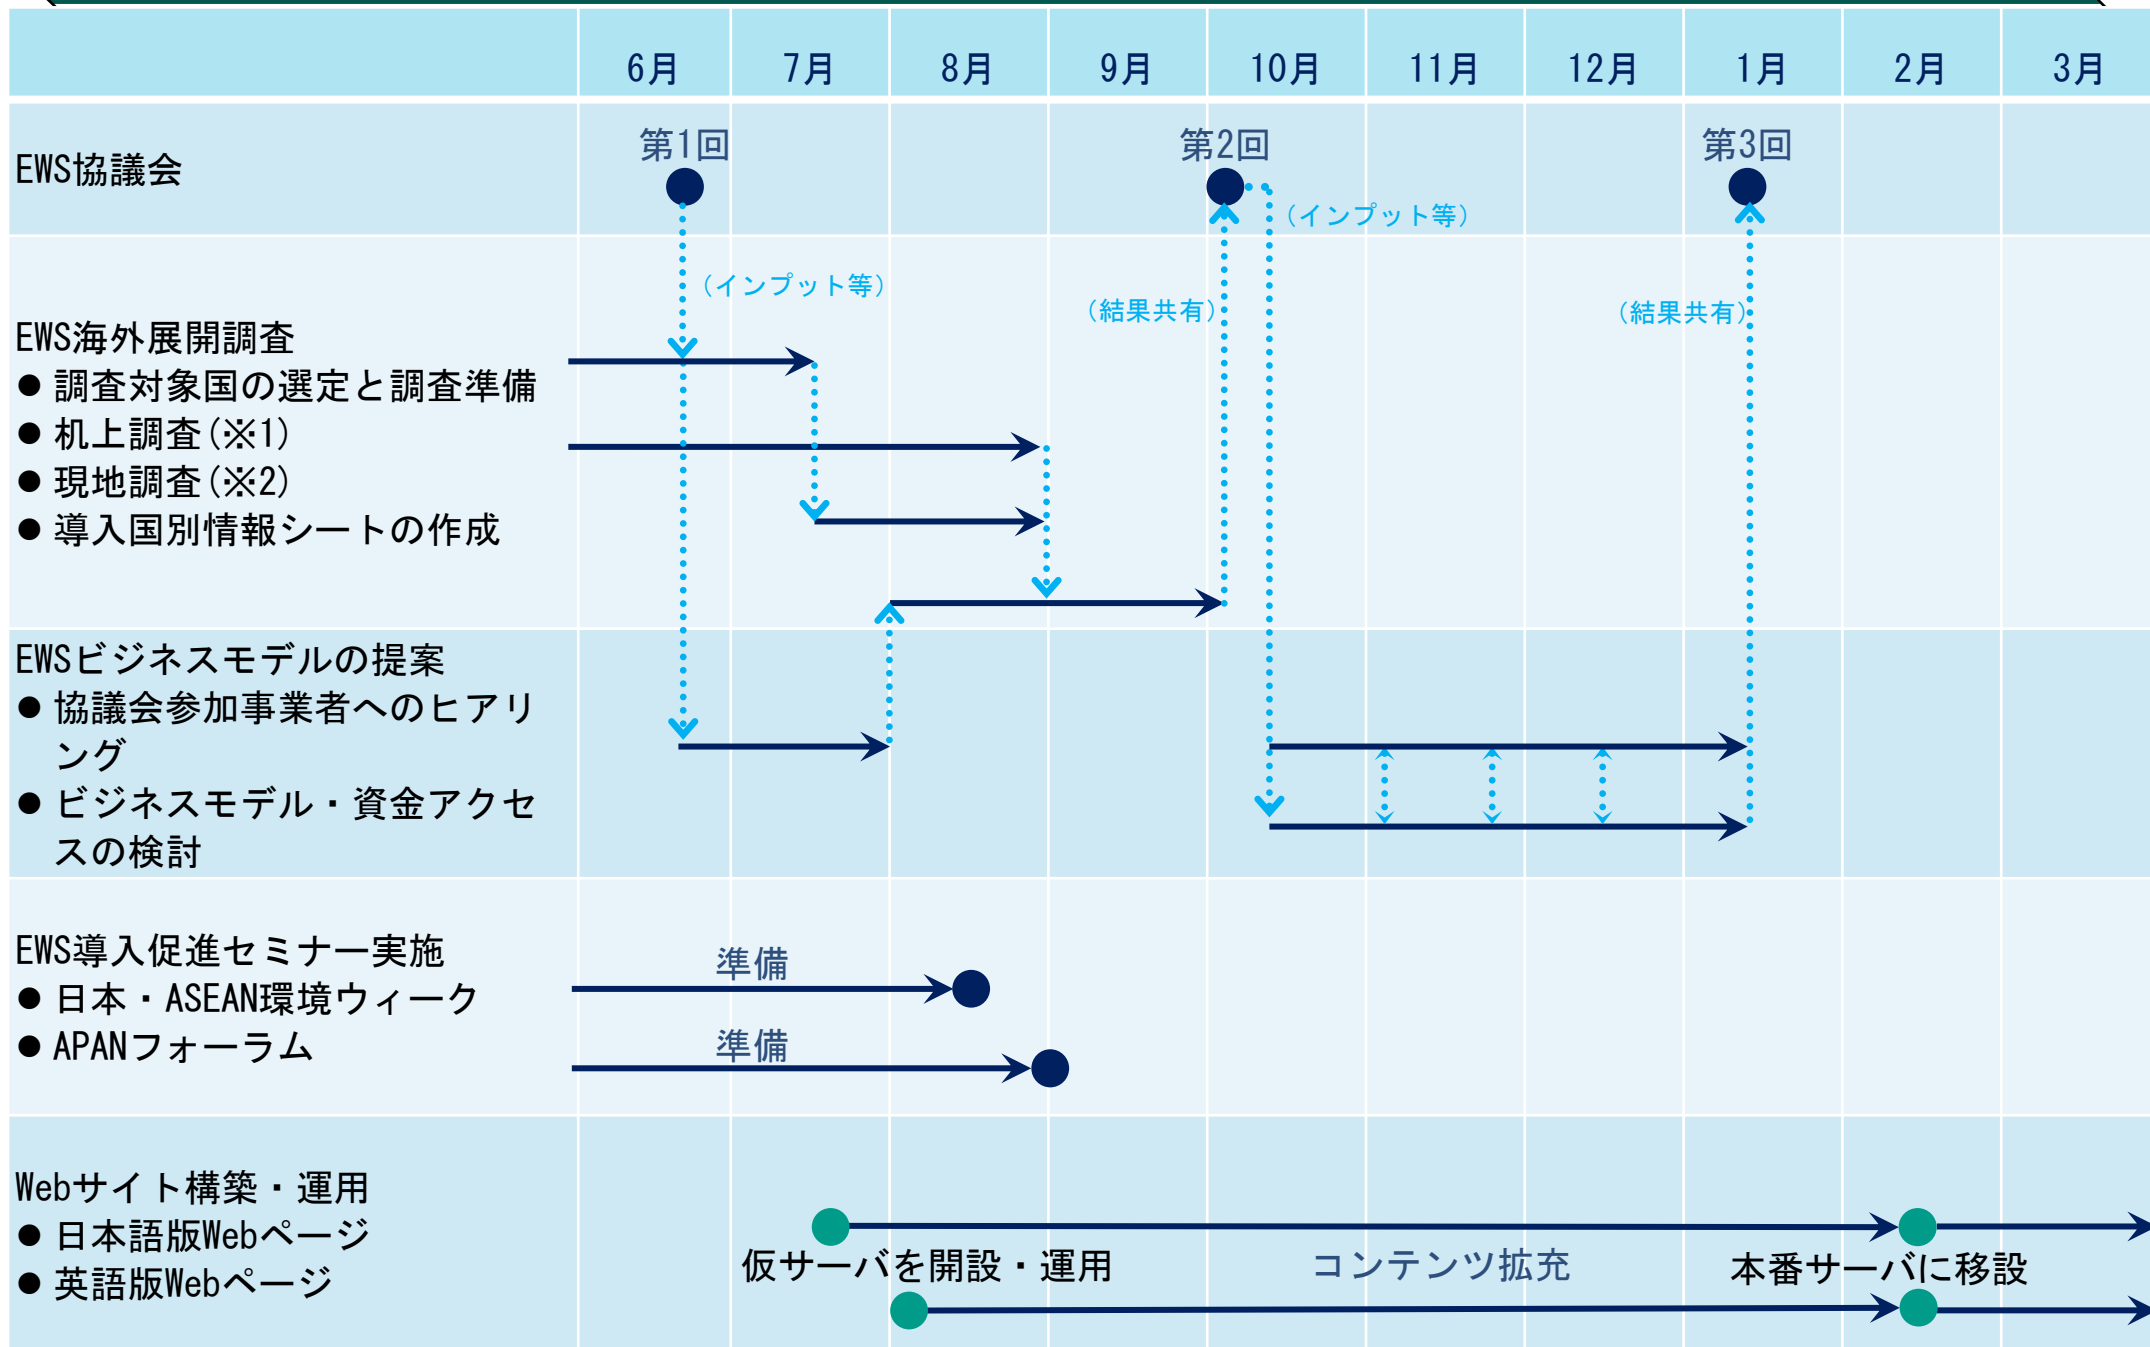 6月 7月 8月 9月 10月 11月 12月 1月 2月 3月
EWS協議会
第1回 第2回 第3回
(インプット等)
(インプット等)
(結果共有)
(結果共有)
EWS海外展開調査
● 調査対象国の選定と調査準備
● 机上調査(※1)
● 現地調査(※2)
● 導入国別情報シートの作成
EWSビジネスモデルの提案
● 協議会参加事業者へのヒアリ
ング
● ビジネスモデル・資金アクセ
スの検討
EWS導入促進セミナー実施
● 日本・ASEAN環境ウィーク
● APANフォーラム
準備
準備
Webサイト構築・運用
● 日本語版Webページ
● 英語版Webページ
仮サーバを開設・運用 コンテンツ拡充 本番サーバに移設